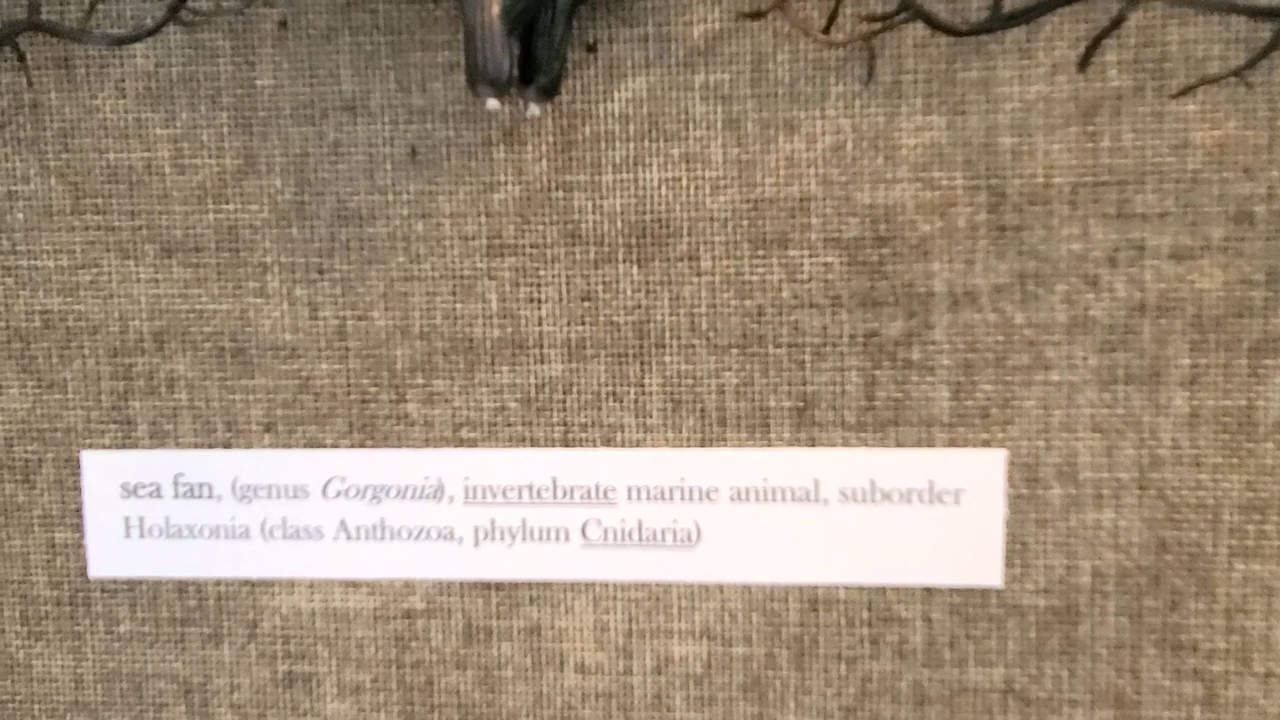 sea fan, (genus Gorgonia), invertebrate marine animal, suborder
Holaxonia (class Anthozoa, phylum Cnidaria)